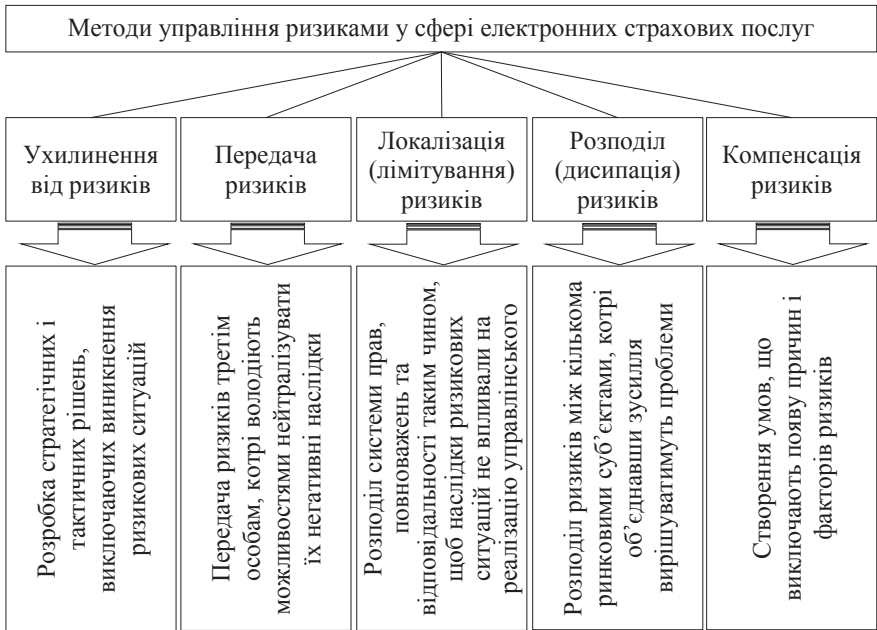 Методи управління ризиками у сфері електронних страхових послуг
Ухилинення
від ризиків
Передача
ризиків
Локалізація
(лімітування)
ризиків
Розподіл
(дисипація)
ризиків
Компенсація
ризиків
Розробка стратегічних і
тактичних рішень,
виключаючих виникнення
ризикових ситуацій
Передача ризиків третім
особам, котрі володіють
можливостями нейтралізувати
їх негативні наслідки
Розподіл системи прав,
повноважень та
відповідальності таким чином,
щоб наслідки ризикових
ситуацій не впливали на
реалізацію управлінського
Розподіл ризиків між кількома
ринковими суб’єктами, котрі
об’єднавши зусилля
вирішуватимуть проблеми
Створення умов, що
виключають появу причин і
факторів ризиків